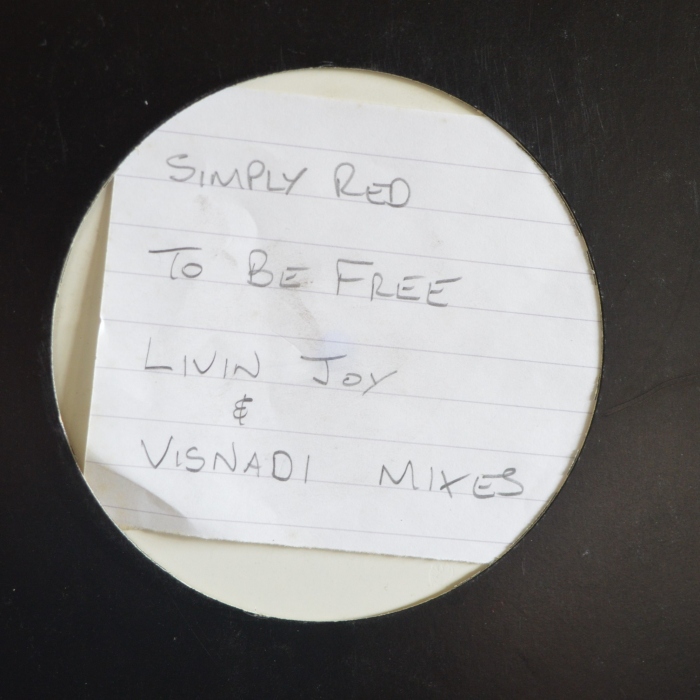 SIMPLY RED
TO BE FREE
LIVIN JOY
&
VISNADI MIXES